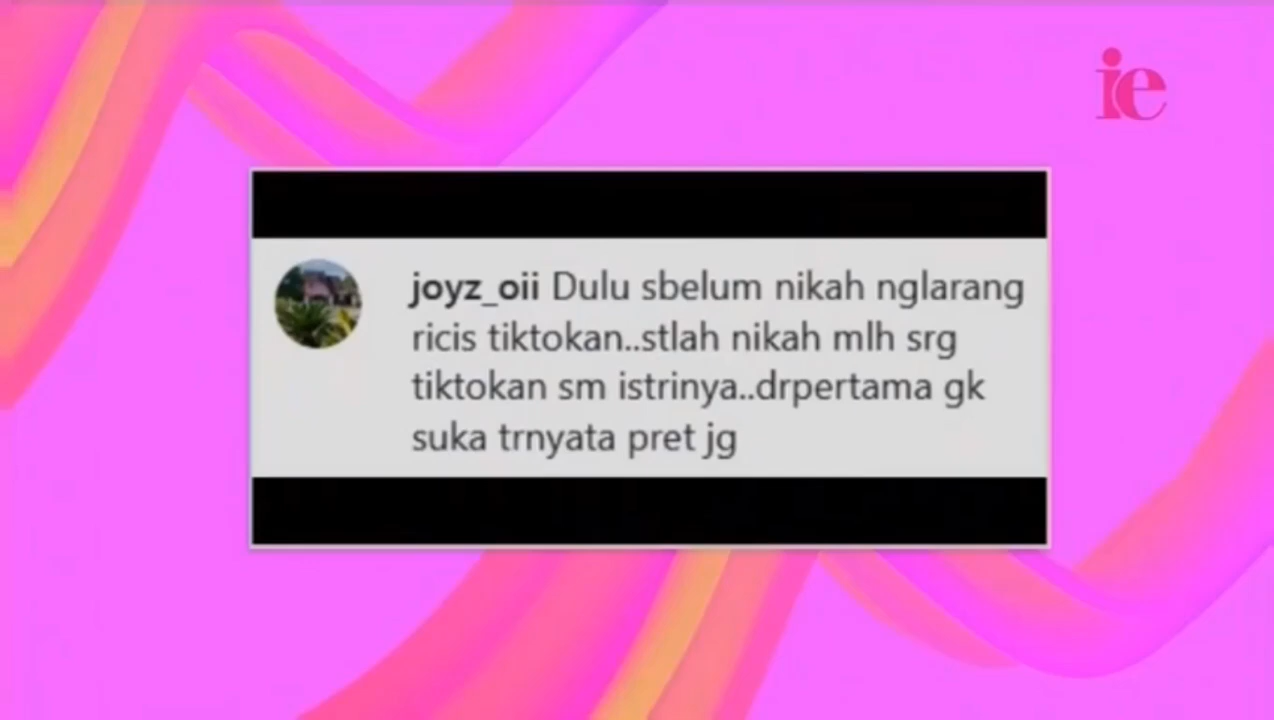 ie
joyz_oii Dulu sbelum nikah nglarang
ricis tiktokan..stlah nikah mlh srg
tiktokan sm istrinya..drpertama gk
suka trnyata pret jg